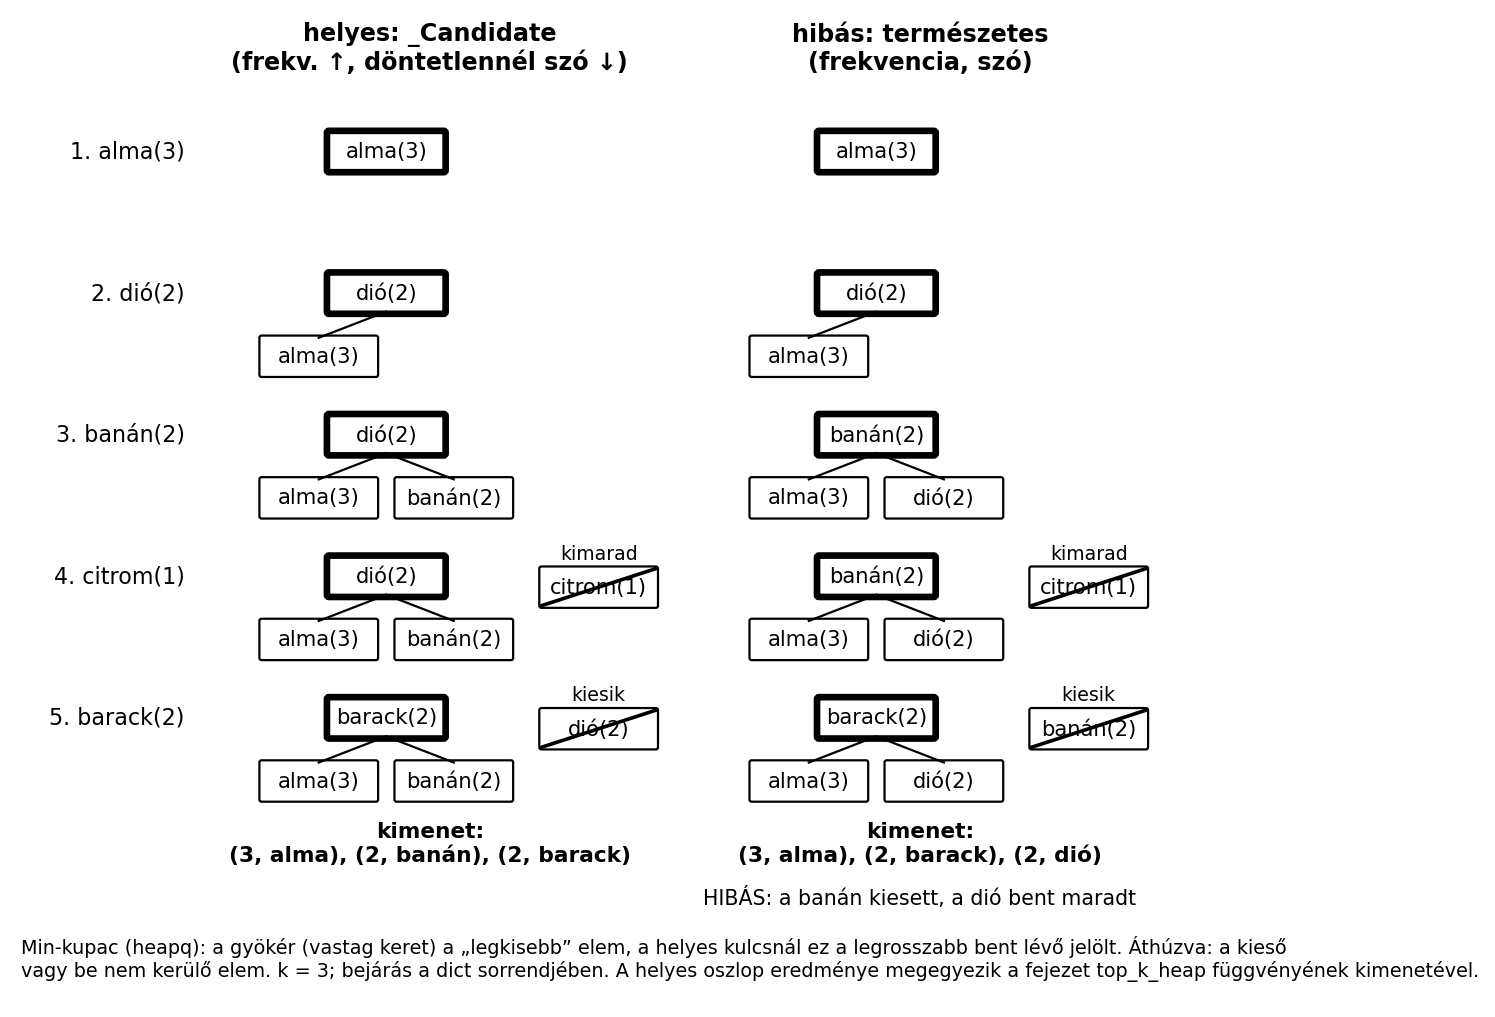 helyes: _Candidate
(frekv. ↑, döntetlennél szó ↓)
hibás: természetes
(frekvencia, szó)
1. alma(3)
alma(3)
alma(3)
2. dió(2)
dió(2)
alma(3)
dió(2)
alma(3)
3. banán(2)
dió(2)
alma(3)
banán(2)
banán(2)
alma(3)
dió(2)
4. citrom(1)
dió(2)
alma(3)
banán(2)
kimarad
citrom(1)
banán(2)
alma(3)
dió(2)
kimarad
citrom(1)
5. barack(2)
barack(2)
alma(3)
banán(2)
kiesik
dió(2)
barack(2)
alma(3)
dió(2)
kiesik
banán(2)
kimenet:
(3, alma), (2, banán), (2, barack)
kimenet:
(3, alma), (2, barack), (2, dió)
HIBÁS: a banán kiesett, a dió bent maradt
Min-kupac (heapq): a gyökér (vastag keret) a „legkisebb” elem, a helyes kulcsnál ez a legrosszabb bent lévő jelölt. Áthúzva: a kieső
vagy be nem kerülő elem. k = 3; bejárás a dict sorrendjében. A helyes oszlop eredménye megegyezik a fejezet top_k_heap függvényének kimenetével.